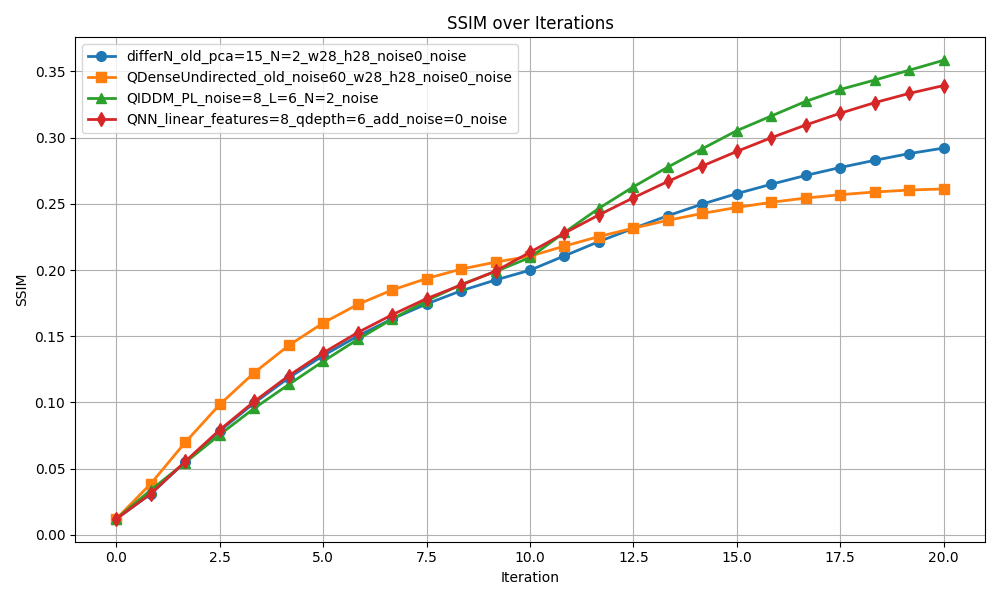 SSIM over Iterations
differN_old_pca=15_N=2_w28_h28_noise0_noise
QDenseUndirected_old_noise60_w28_h28_noise0_noise
QIDDM_PL_noise=8_L=6_N=2_noise
QNN_linear_features=8_qdepth=6_add_noise=0_noise
SSIM
0.35
0.30
0.25
0.20
0.15
0.10
0.05
0.00
0.0 2.5 5.0 7.5 10.0 12.5 15.0 17.5 20.0
Iteration